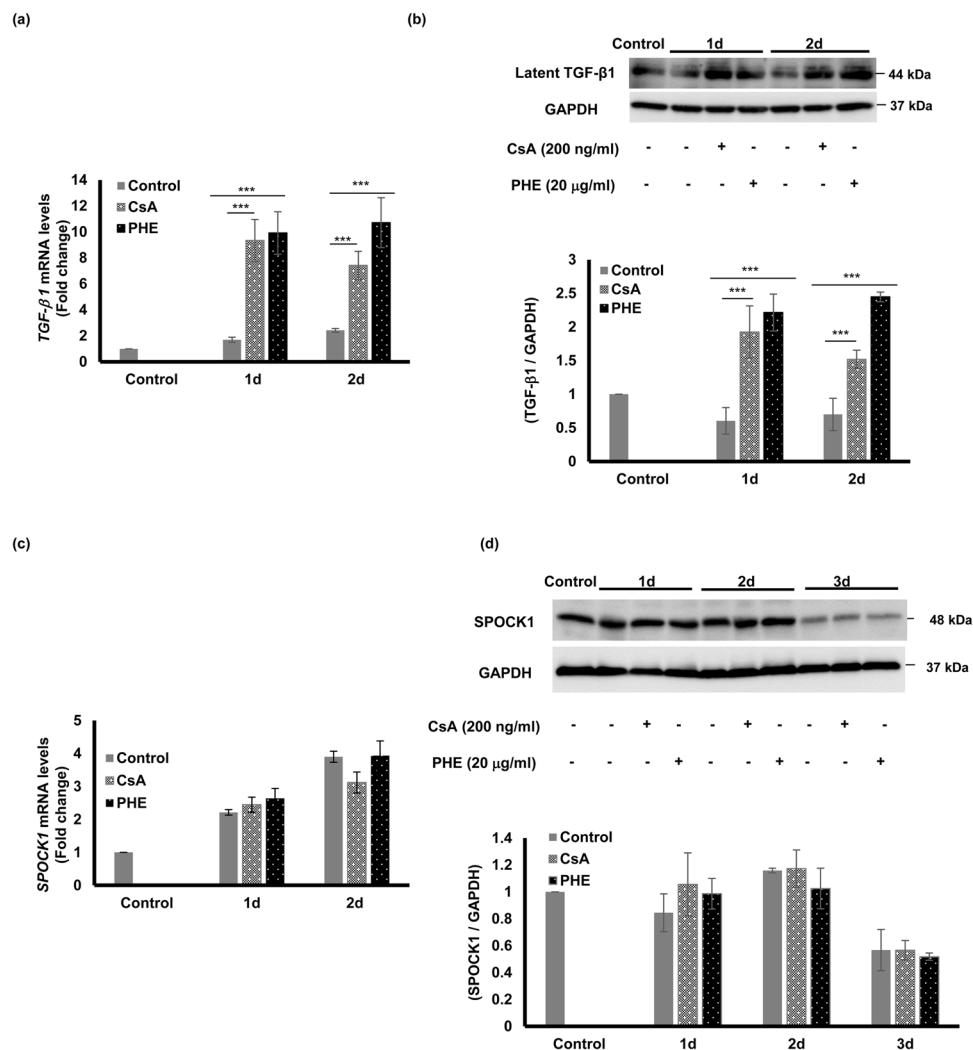 (a)
TGF-β1 mRNA levels
(Fold change)
14
12
10
8
6
4
2
0
Control
CsA
PHE
***
***
***
***
Control 1d 2d
(b)
Control 1d 2d
Latent TGF-β1
44 kDa
GAPDH
37 kDa
CsA (200 ng/ml) - - + - - + -
PHE (20 μg/ml) - - - + - - +
(TGF-β1 / GAPDH)
3
2.5
2
1.5
1
0.5
0
Control
CsA
PHE
***
***
***
***
Control 1d 2d
(c)
SPOCK1 mRNA levels
(Fold change)
5
4
3
2
1
0
Control
CsA
PHE
Control 1d 2d
(d)
Control 1d 2d 3d
SPOCK1
48 kDa
GAPDH
37 kDa
CsA (200 ng/ml) - - + - - + - - + -
PHE (20 μg/ml) - - - + - - + - - +
(SPOCK1 / GAPDH)
1.4
1.2
1
0.8
0.6
0.4
0.2
0
Control
CsA
PHE
Control 1d 2d 3d